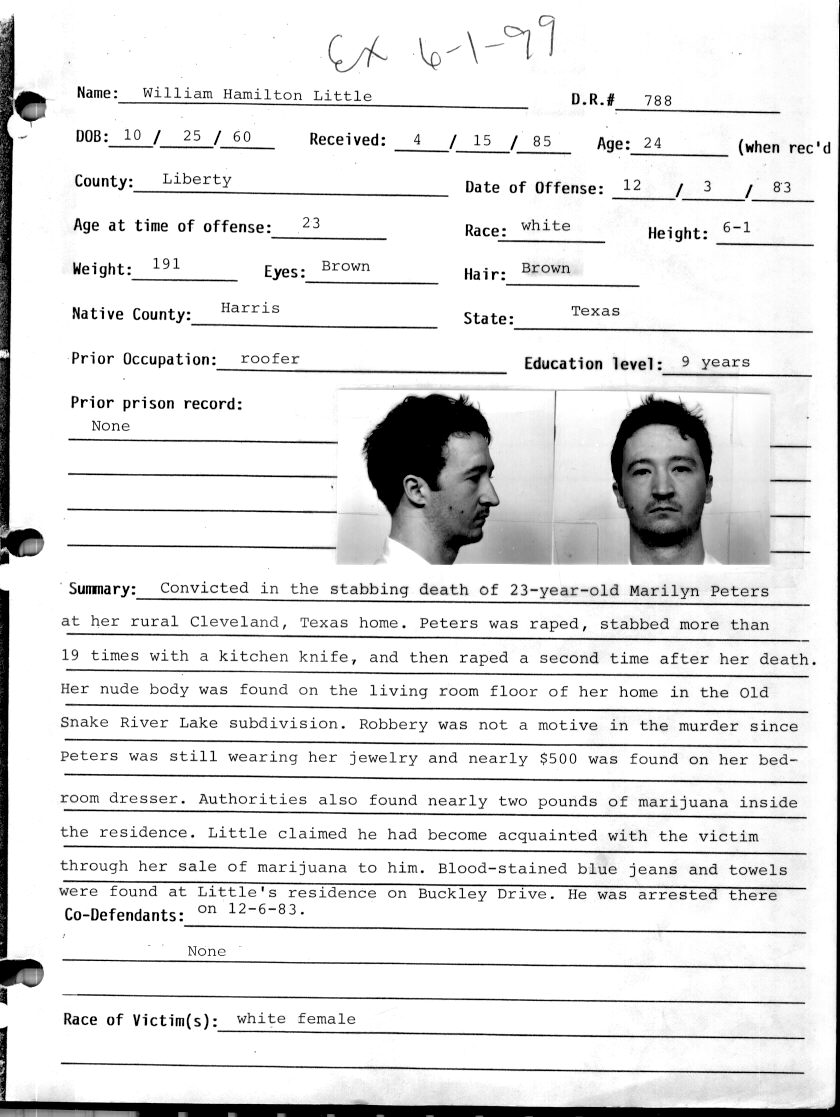 Ex 6-1-99
Name: William Hamilton Little D.R.# 788
DOB: 10 / 25 / 60 Received: 4 / 15 / 85 Age: 24 (when rec'd
County: Liberty Date of Offense: 12 / 3 / 83
Age at time of offense: 23 Race: white Height: 6-1
Weight: 191 Eyes: Brown Hair: Brown
Native County: Harris State: Texas
Prior Occupation: roofer Education level: 9 years
Prior prison record:
None
Summary: Convicted in the stabbing death of 23-year-old Marilyn Peters
at her rural Cleveland, Texas home. Peters was raped, stabbed more than
19 times with a kitchen knife, and then raped a second time after her death.
Her nude body was found on the living room floor of her home in the Old
Snake River Lake subdivision. Robbery was not a motive in the murder since
Peters was still wearing her jewelry and nearly $500 was found on her bed-
room dresser. Authorities also found nearly two pounds of marijuana inside
the residence. Little claimed he had become acquainted with the victim
through her sale of marijuana to him. Blood-stained blue jeans and towels
were found at Little's residence on Buckley Drive. He was arrested there
on 12-6-83.
Co-Defendants:
None
Race of Victim(s): white female